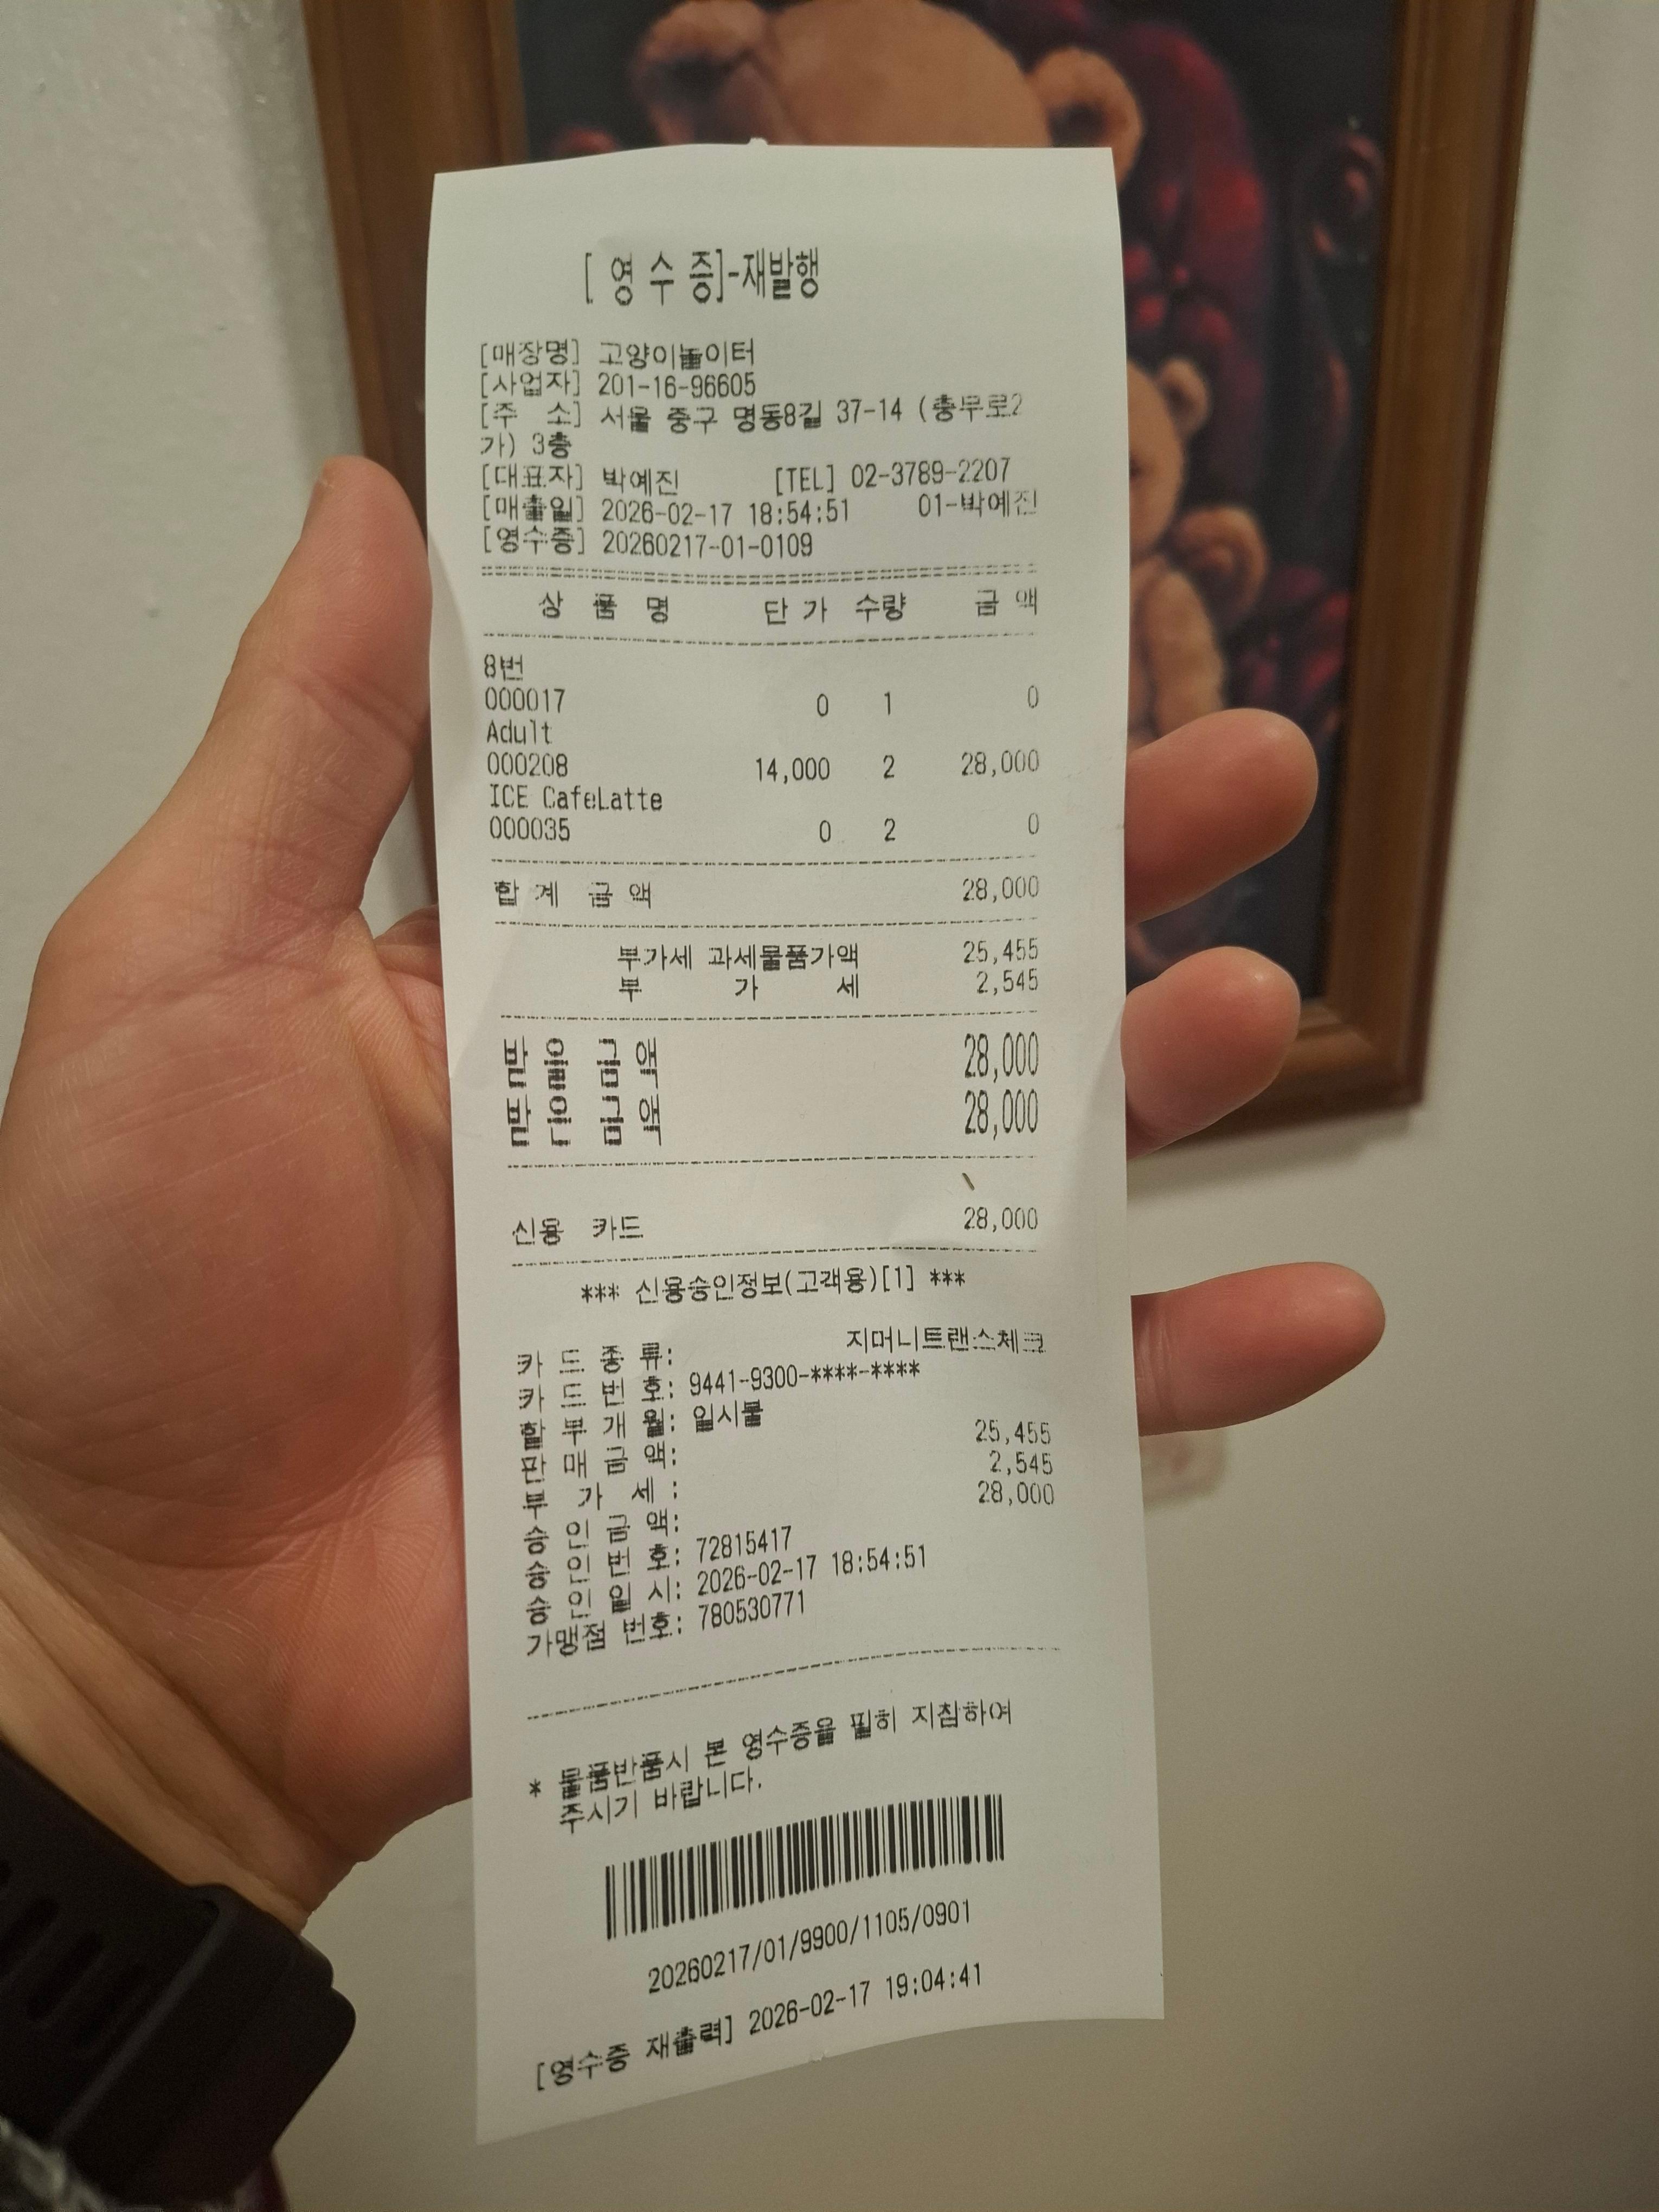 [ 영 수 증]-재발행
[매장명] 고양이놀이터
[사업자] 201-16-96605
[주 소] 서울 중구 명동8길 37-14 (충무로2
가) 3층
[대표자] 박예진 [TEL] 02-3789-2207
[매출일] 2026-02-17 18:54:51 01-박예진
[영수증] 20260217-01-0109
상 품 명 단 가 수량 금 액
8번
000017 0 1 0
Adult
000208 14,000 2 28,000
ICE CafeLatte
000035 0 2 0
합 계 금 액 28,000
부가세 과세물품가액 25,455
부 가 세 2,545
받 을 금 액 28,000
받 은 금 액 28,000
신용 카드 28,000
*** 신용승인정보(고객용)[1] ***
카 드 종 류: 지머니트랜스체크
카 드 번 호: 9441-9300-****-****
할 부 개 월: 일시불
판 매 금 액: 25,455
부 가 세 : 2,545
승 인 금 액: 28,000
승 인 번 호: 72815417
승 인 일 시: 2026-02-17 18:54:51
가맹점 번호: 780530771
* 물품반품시 본 영수증을 필히 지침하여
주시기 바랍니다.
20260217/01/9900/1105/0901
[영수증 재출력] 2026-02-17 19:04:41